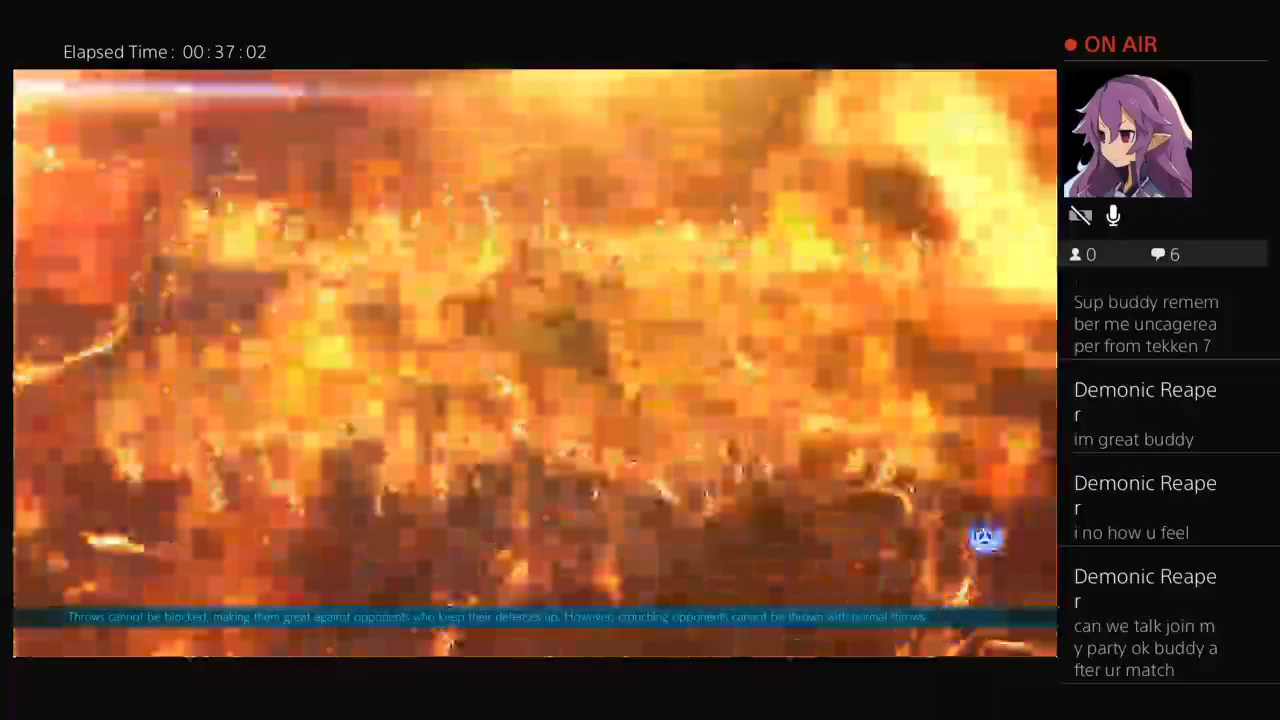 Elapsed Time: 00:37:02
ON AIR
0
6
Sup buddy remem
ber me uncagerea
per from tekken 7
Demonic Reape
r
im great buddy
Demonic Reape
r
i no how u feel
Demonic Reape
r
can we talk join m
y party ok buddy a
fter ur match
Throws cannot be blocked, making them great against opponents who keep their defenses up. However, crouching opponents cannot be thrown with normal throws.